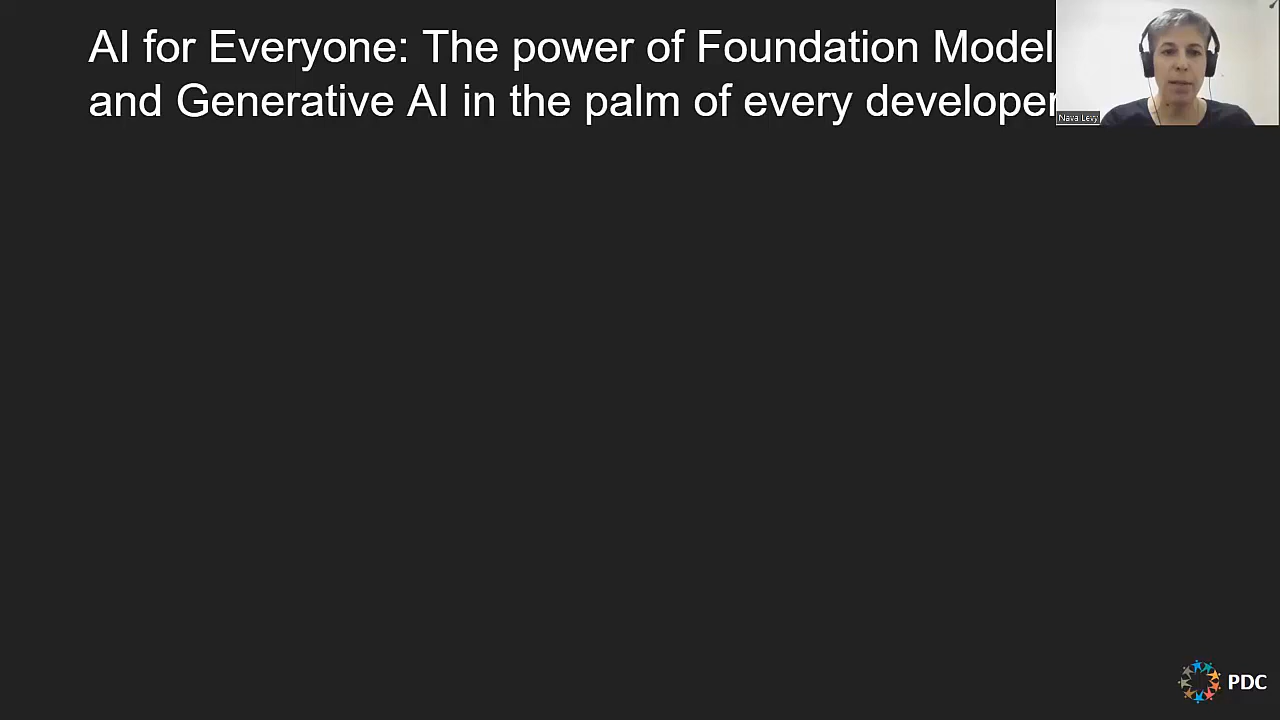 AI for Everyone: The power of Foundation Model
and Generative AI in the palm of every developer
Nava Levy
PDC